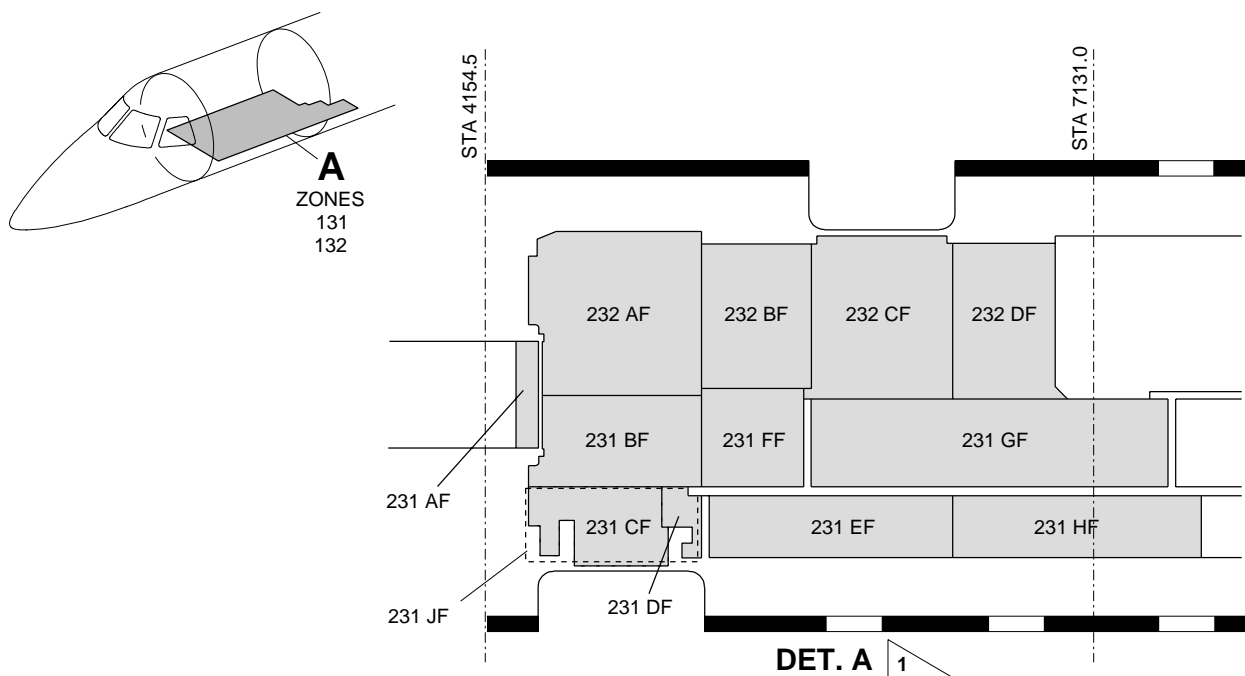 A
ZONES
131
132
STA 4154.5
STA 7131.0
232 AF
232 BF
232 CF
232 DF
231 BF
231 FF
231 GF
231 AF
231 CF
231 EF
231 HF
231 JF
231 DF
DET. A
1